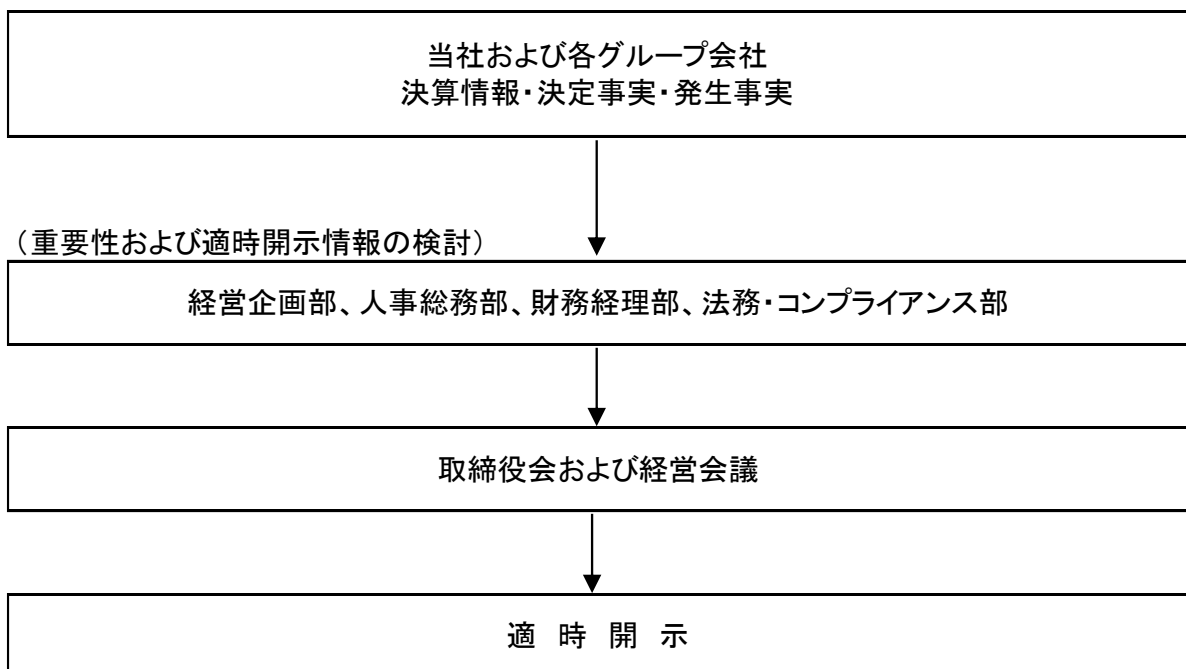 当社および各グループ会社
決算情報・決定事実・発生事実
（重要性および適時開示情報の検討）
経営企画部、人事総務部、財務経理部、法務・コンプライアンス部
取締役会および経営会議
適 時 開 示